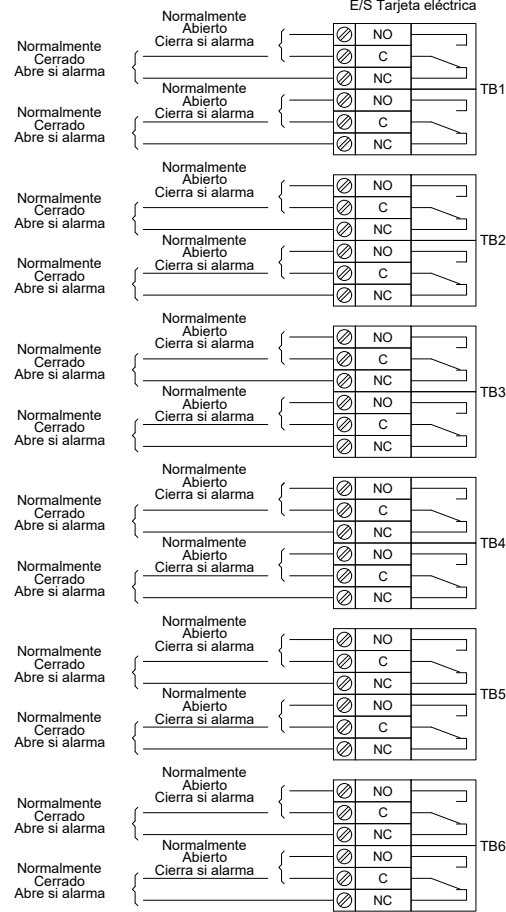 E/S Tarjeta eléctrica
Normalmente
Abierto
Cierra si alarma
Normalmente
Cerrado
Abre si alarma
NO
C
NC
Normalmente
Abierto
Cierra si alarma
Normalmente
Cerrado
Abre si alarma
NO
C
NC
TB1
Normalmente
Abierto
Cierra si alarma
Normalmente
Cerrado
Abre si alarma
NO
C
NC
Normalmente
Abierto
Cierra si alarma
Normalmente
Cerrado
Abre si alarma
NO
C
NC
TB2
Normalmente
Abierto
Cierra si alarma
Normalmente
Cerrado
Abre si alarma
NO
C
NC
Normalmente
Abierto
Cierra si alarma
Normalmente
Cerrado
Abre si alarma
NO
C
NC
TB3
Normalmente
Abierto
Cierra si alarma
Normalmente
Cerrado
Abre si alarma
NO
C
NC
Normalmente
Abierto
Cierra si alarma
Normalmente
Cerrado
Abre si alarma
NO
C
NC
TB4
Normalmente
Abierto
Cierra si alarma
Normalmente
Cerrado
Abre si alarma
NO
C
NC
Normalmente
Abierto
Cierra si alarma
Normalmente
Cerrado
Abre si alarma
NO
C
NC
TB5
Normalmente
Abierto
Cierra si alarma
Normalmente
Cerrado
Abre si alarma
NO
C
NC
Normalmente
Abierto
Cierra si alarma
Normalmente
Cerrado
Abre si alarma
NO
C
NC
TB6